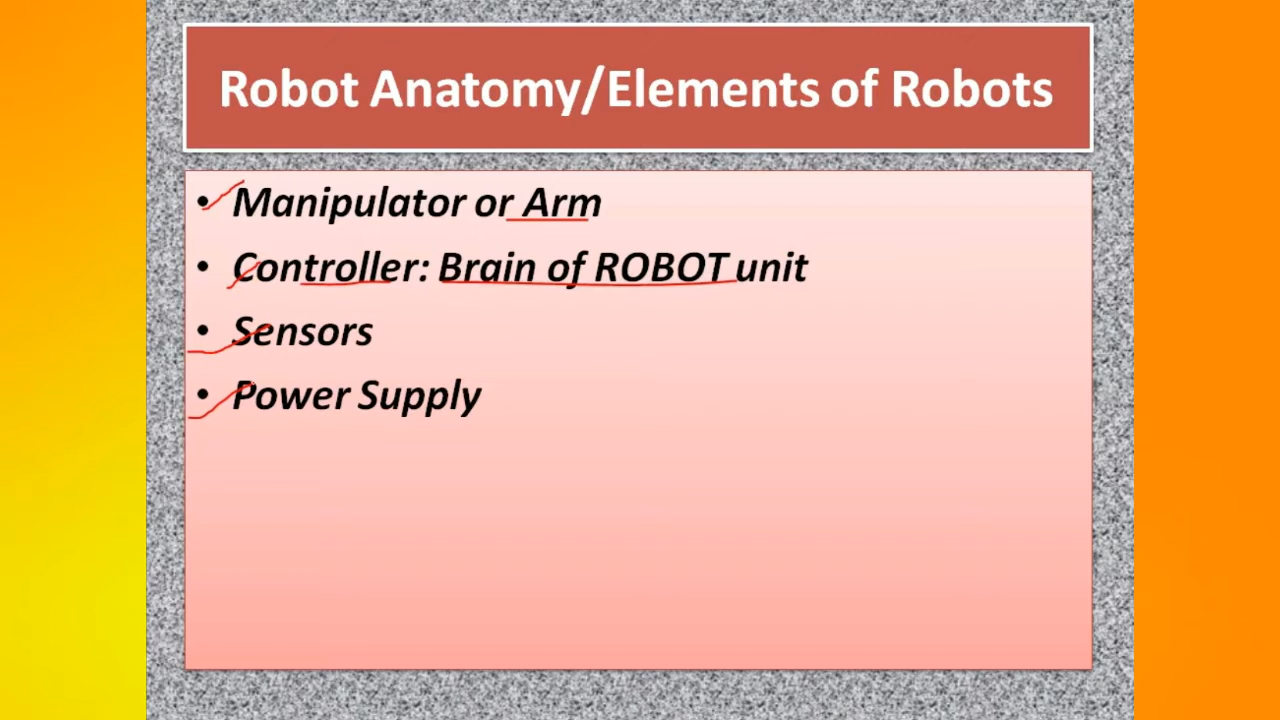 Robot Anatomy/Elements of Robots
• Manipulator or Arm
• Controller: Brain of ROBOT unit
• Sensors
• Power Supply